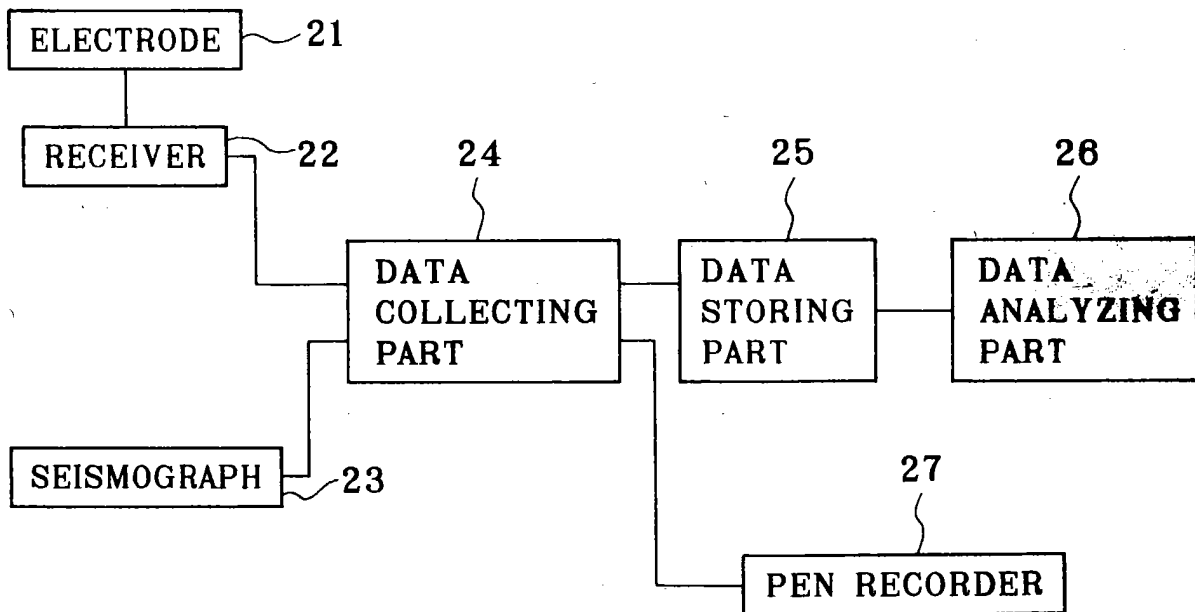 ELECTRODE
21
RECEIVER
22
24
25
26
DATA
COLLECTING
PART
DATA
STORING
PART
DATA
ANALYZING
PART
SEISMOGRAPH
23
27
PEN RECORDER